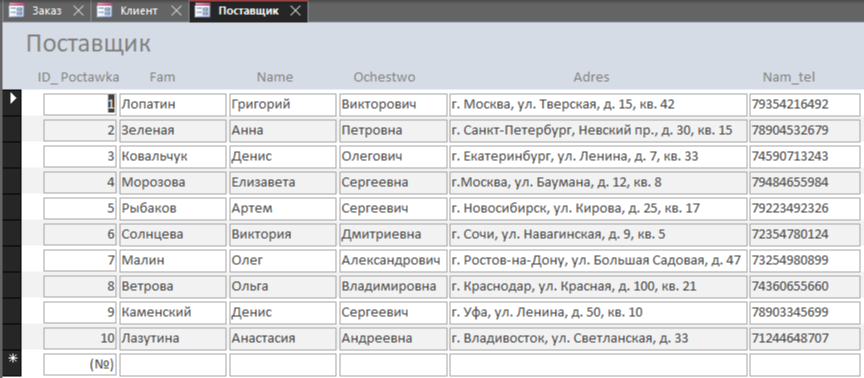 Заказ Клиент Поставщик
Поставщик
ID_Poctawka Fam Name Ochestwo Adres Nam_tel
1 Лопатин Григорий Викторович г. Москва, ул. Тверская, д. 15, кв. 42 79354216492
2 Зеленая Анна Петровна г. Санкт-Петербург, Невский пр., д. 30, кв. 15 78904532679
3 Ковальчук Денис Олегович г. Екатеринбург, ул. Ленина, д. 7, кв. 33 74590713243
4 Морозова Елизавета Сергеевна г.Москва, ул. Баумана, д. 12, кв. 8 79484655984
5 Рыбаков Артем Сергеевич г. Новосибирск, ул. Кирова, д. 25, кв. 17 79223492326
6 Солнцева Виктория Дмитриевна г. Сочи, ул. Навагинская, д. 9, кв. 5 72354780124
7 Малин Олег Александрович г. Ростов-на-Дону, ул. Большая Садовая, д. 47 73254980899
8 Ветрова Ольга Владимировна г. Краснодар, ул. Красная, д. 100, кв. 21 74360655660
9 Каменский Денис Сергеевич г. Уфа, ул. Ленина, д. 50, кв. 10 78903345699
10 Лазутина Анастасия Андреевна г. Владивосток, ул. Светланская, д. 33 71244648707
(№)